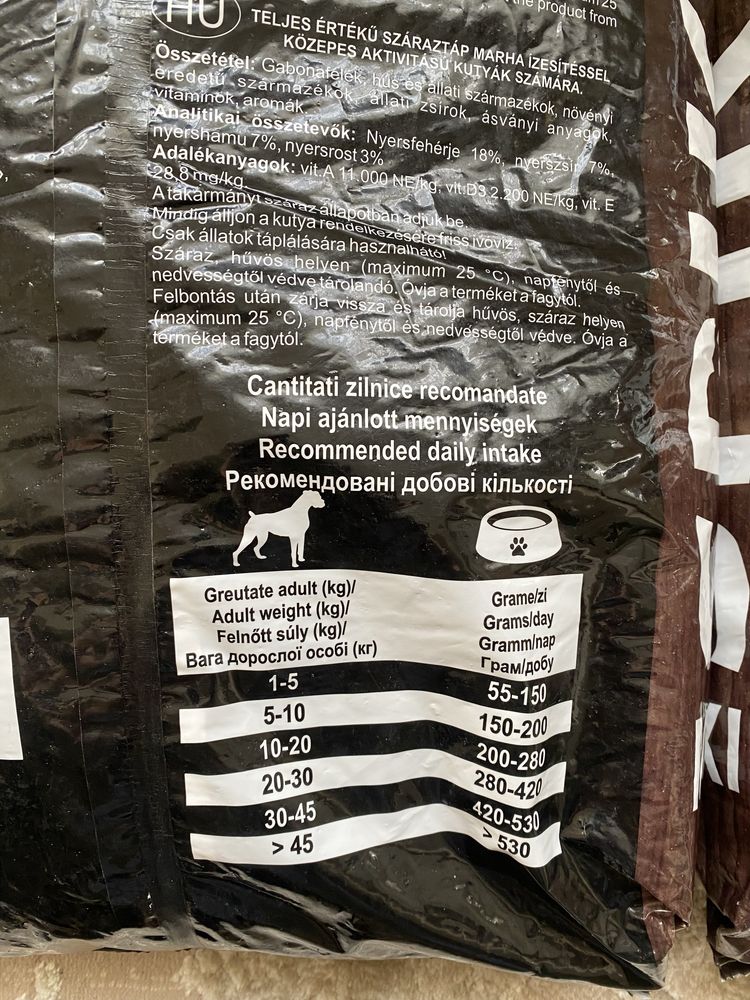 HU
the product from
TELJES ÉRTÉKŰ SZÁRAZTÁP MARHA ÍZESÍTÉSSEL
KÖZEPES AKTIVITÁSÚ KUTYÁK SZÁMÁRA.
Összetétel: Gabonafélék, hús és állati származékok, növényi
eredetű származékok, állati zsírok, ásványi anyagok,
vitaminok, aromák
Analitikai összetevők: Nyersfehérje 18%, nyerszsír 7%,
nyershamu 7%, nyersrost 3%
Adalékanyagok: vit.A 11.000 NE/kg, vit.D3 2.200 NE/kg, vit. E
28,8 mg/kg.
A takarmányt száraz állapotban adjuk be.
Mindig álljon a kutya rendelkezésére friss ivóvíz.
Csak állatok táplálására használható!
Száraz, hűvös helyen (maximum 25 °C), napfénytől és
nedvességtől védve tárolandó. Óvja a terméket a fagytól.
Felbontás után zárja vissza és tárolja hűvös, száraz helyen
(maximum 25 °C), napfénytől és nedvességtől védve. Óvja a
terméket a fagytól.
Cantitati zilnice recomandate
Napi ajánlott mennyiségek
Recommended daily intake
Рекомендовані добові кількості
Greutate adult (kg)/ Grame/zi
Adult weight (kg)/ Grams/day
Felnőtt súly (kg)/ Gramm/nap
Вага дорослої особі (кг) Грам/добу
1-5 55-150
5-10 150-200
10-20 200-280
20-30 280-420
30-45 420-530
> 45 > 530